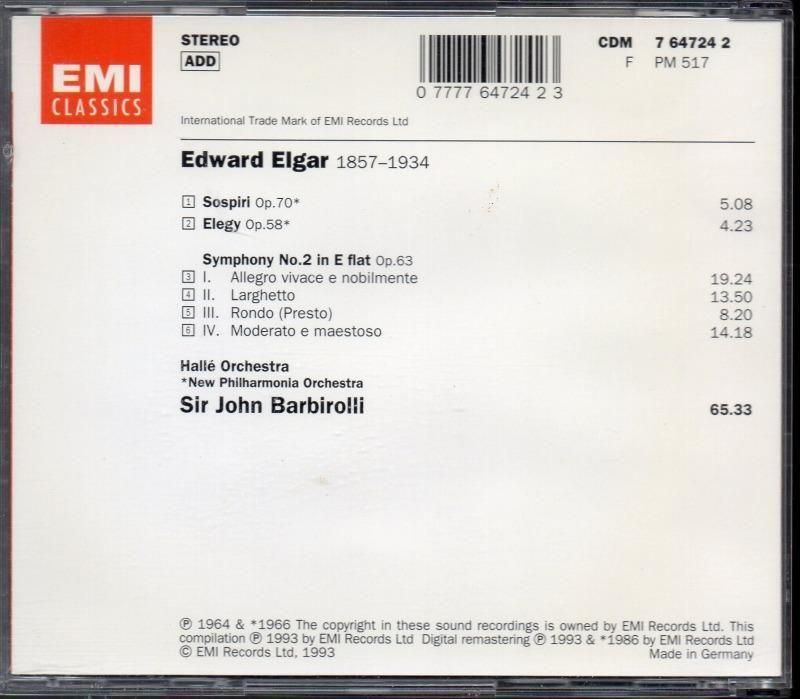 EMI
CLASSICS
STEREO
ADD
0 7777 64724 2 3
CDM 7 64724 2
F PM 517
International Trade Mark of EMI Records Ltd
Edward Elgar 1857–1934
1 Sospiri Op.70* 5.08
2 Elegy Op.58* 4.23
Symphony No.2 in E flat Op.63
3 I. Allegro vivace e nobilmente 19.24
4 II. Larghetto 13.50
5 III. Rondo (Presto) 8.20
6 IV. Moderato e maestoso 14.18
Hallé Orchestra
*New Philharmonia Orchestra
Sir John Barbirolli 65.33
℗ 1964 & *1966 The copyright in these sound recordings is owned by EMI Records Ltd. This
compilation ℗ 1993 by EMI Records Ltd Digital remastering ℗ 1993 & *1986 by EMI Records Ltd
© EMI Records Ltd, 1993 Made in Germany